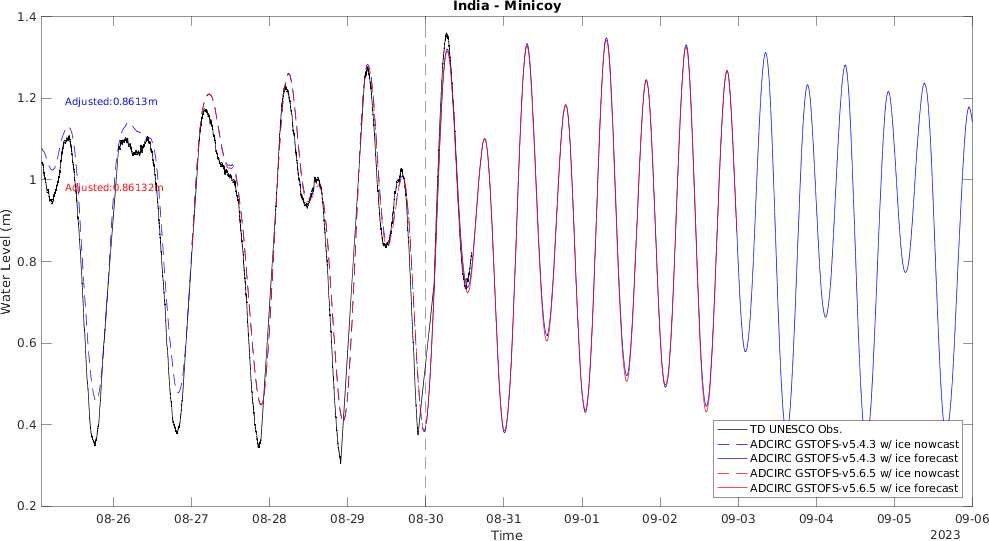 India - Minicoy
1.4
1.2
1
0.8
0.6
0.4
0.2
Water Level (m)
Adjusted:0.8613m
Adjusted:0.86132m
TD UNESCO Obs.
ADCIRC GSTOFS-v5.4.3 w/ ice nowcast
ADCIRC GSTOFS-v5.4.3 w/ ice forecast
ADCIRC GSTOFS-v5.6.5 w/ ice nowcast
ADCIRC GSTOFS-v5.6.5 w/ ice forecast
08-26 08-27 08-28 08-29 08-30 08-31 09-01 09-02 09-03 09-04 09-05 09-06
Time
2023